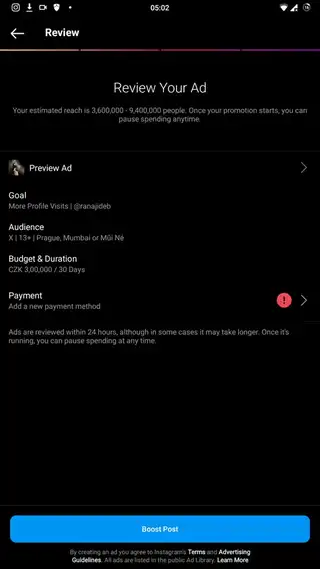 05:02
Review
Review Your Ad
Your estimated reach is 3,600,000 - 9,400,000 people. Once your promotion starts, you can
pause spending anytime.
Preview Ad
Goal
More Profile Visits | @ranajideb
Audience
X | 13+ | Prague, Mumbai or Mũi Né
Budget & Duration
CZK 3,00,000 / 30 Days
Payment
Add a new payment method
!
Ads are reviewed within 24 hours, although in some cases it may take longer. Once it's
running, you can pause spending at any time.
Boost Post
By creating an ad you agree to Instagram's Terms and Advertising
Guidelines. All ads are listed in the public Ad Library. Learn More